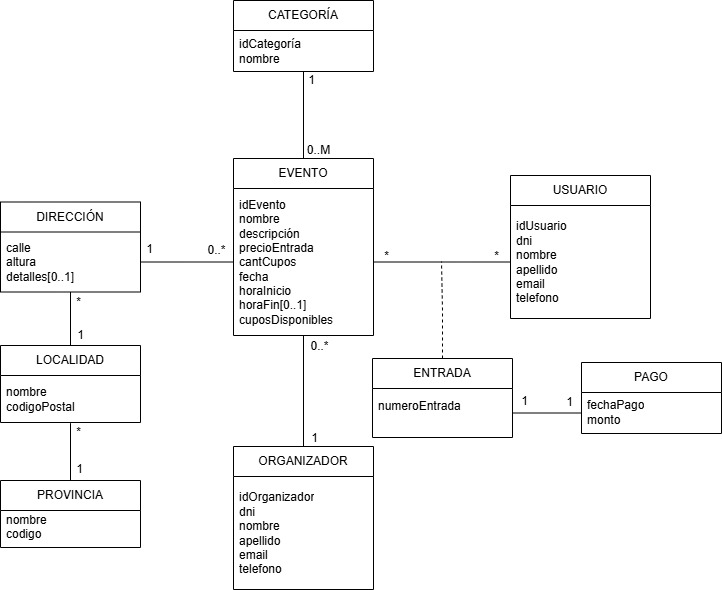 CATEGORÍA
idCategoría
nombre
1
0..M
EVENTO
idEvento
nombre
descripción
precioEntrada
cantCupos
fecha
horaInicio
horaFin[0..1]
cuposDisponibles
USUARIO
idUsuario
dni
nombre
apellido
email
telefono
DIRECCIÓN
calle
altura
detalles[0..1]
1
0..*
*
*
*
1
LOCALIDAD
nombre
codigoPostal
*
1
PROVINCIA
nombre
codigo
0..*
1
ORGANIZADOR
idOrganizador
dni
nombre
apellido
email
telefono
ENTRADA
numeroEntrada
1
1
PAGO
fechaPago
monto